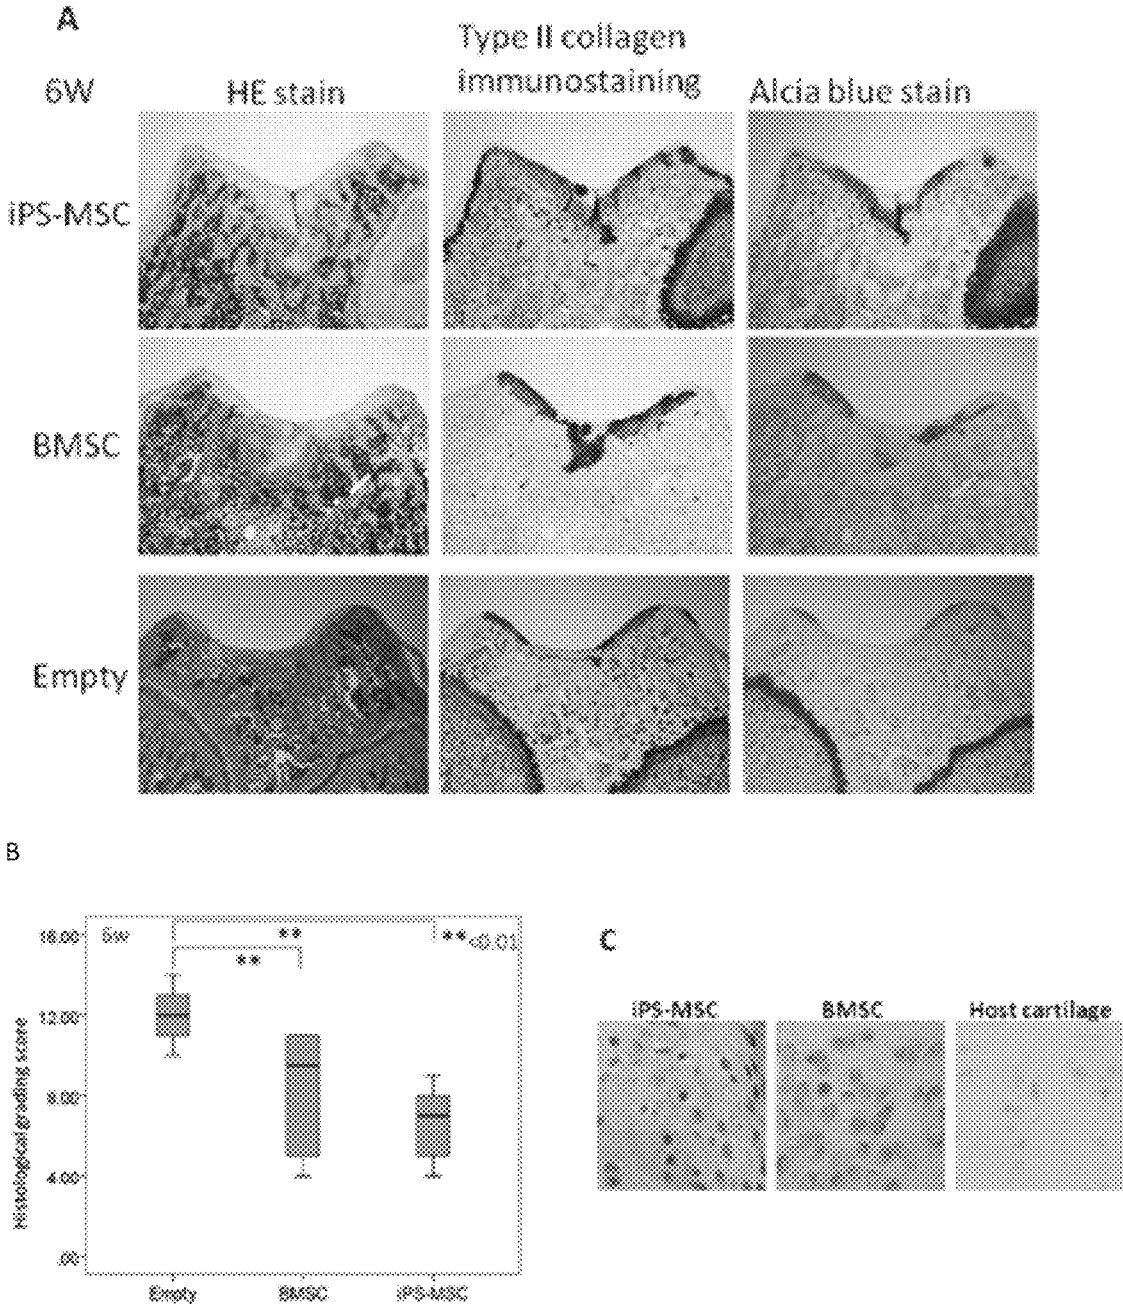 A
Type II collagen
immunostaining
6W
HE stain
Alcia blue stain
iPS-MSC
BMSC
Empty
B
16.00
6w
**
** <0.01
**
12.00
8.00
4.00
.00
Histological grading score
Empty
BMSC
iPS-MSC
C
iPS-MSC
BMSC
Host cartilage